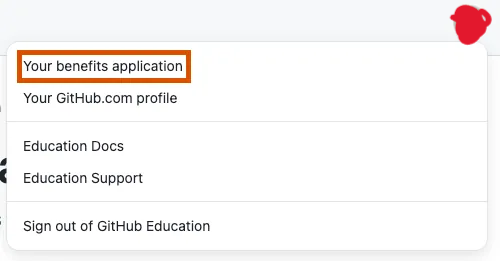 Your benefits application
Your GitHub.com profile
Education Docs
Education Support
Sign out of GitHub Education